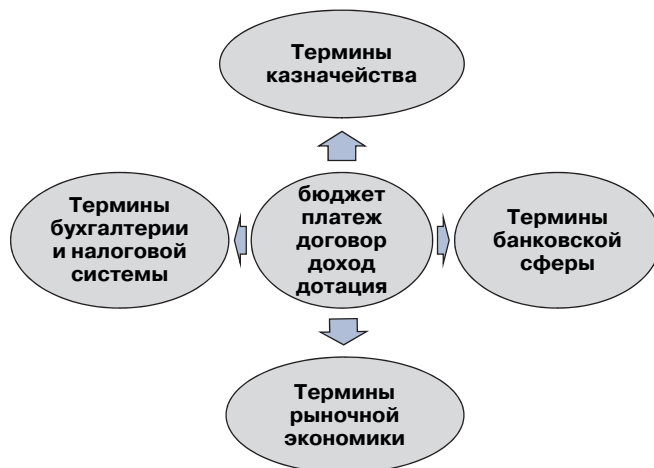 Термины
казначейства
Термины
бухгалтерии
и налоговой
системы
бюджет
платеж
договор
доход
дотация
Термины
банковской
сферы
Термины
рыночной
экономики